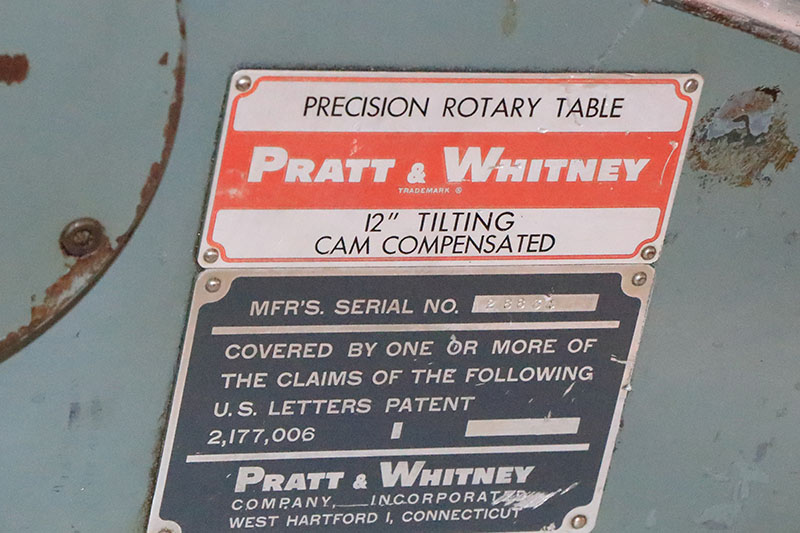 PRECISION ROTARY TABLE
PRATT & WHITNEY
TRADEMARK ®
12" TILTING
CAM COMPENSATED
MFR'S. SERIAL NO.
COVERED BY ONE OR MORE OF
THE CLAIMS OF THE FOLLOWING
U.S. LETTERS PATENT
2,177,006
PRATT & WHITNEY
COMPANY, INCORPORATED
WEST HARTFORD 1, CONNECTICUT